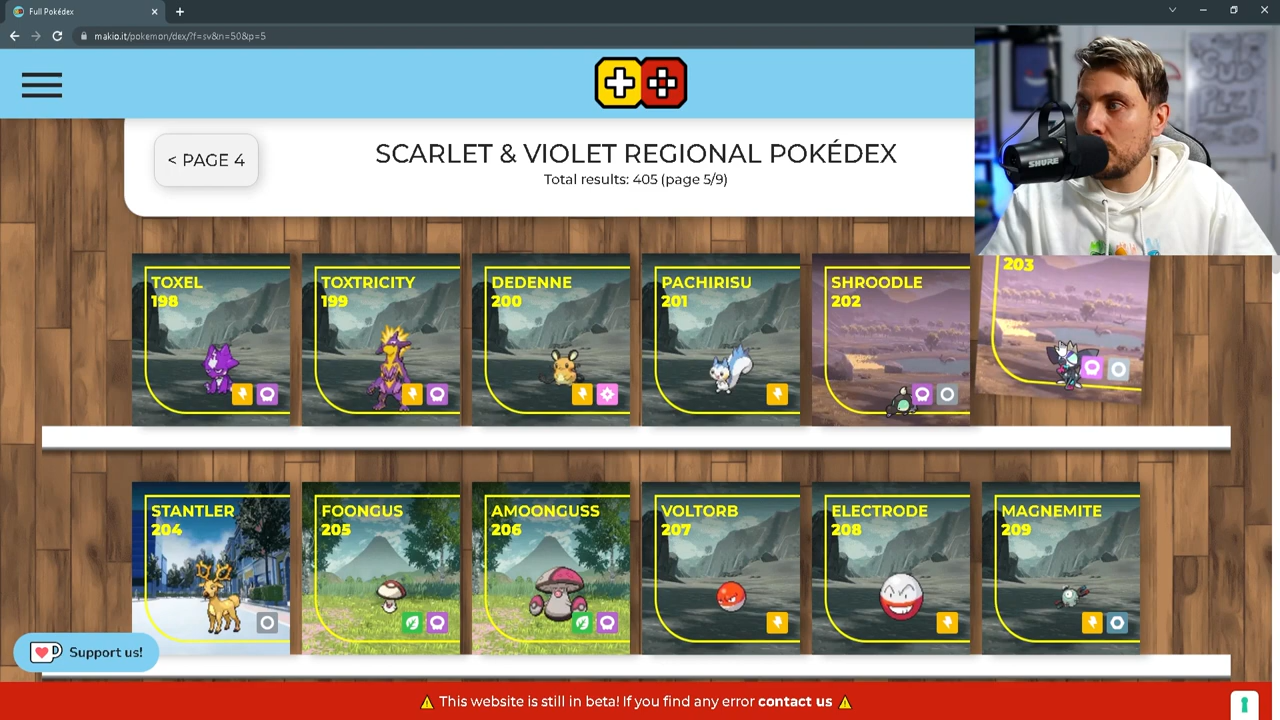 Full Pokédex
makio.it/pokemon/dex/?f=sv&n=50&p=5
< PAGE 4
SCARLET & VIOLET REGIONAL POKÉDEX
Total results: 405 (page 5/9)
SHURE
TOXEL
198
TOXTRICITY
199
DEDENNE
200
PACHIRISU
201
SHROODLE
202
203
STANTLER
204
FOONGUS
205
AMOONGUSS
206
VOLTORB
207
ELECTRODE
208
MAGNEMITE
209
Support us!
This website is still in beta! If you find any error contact us